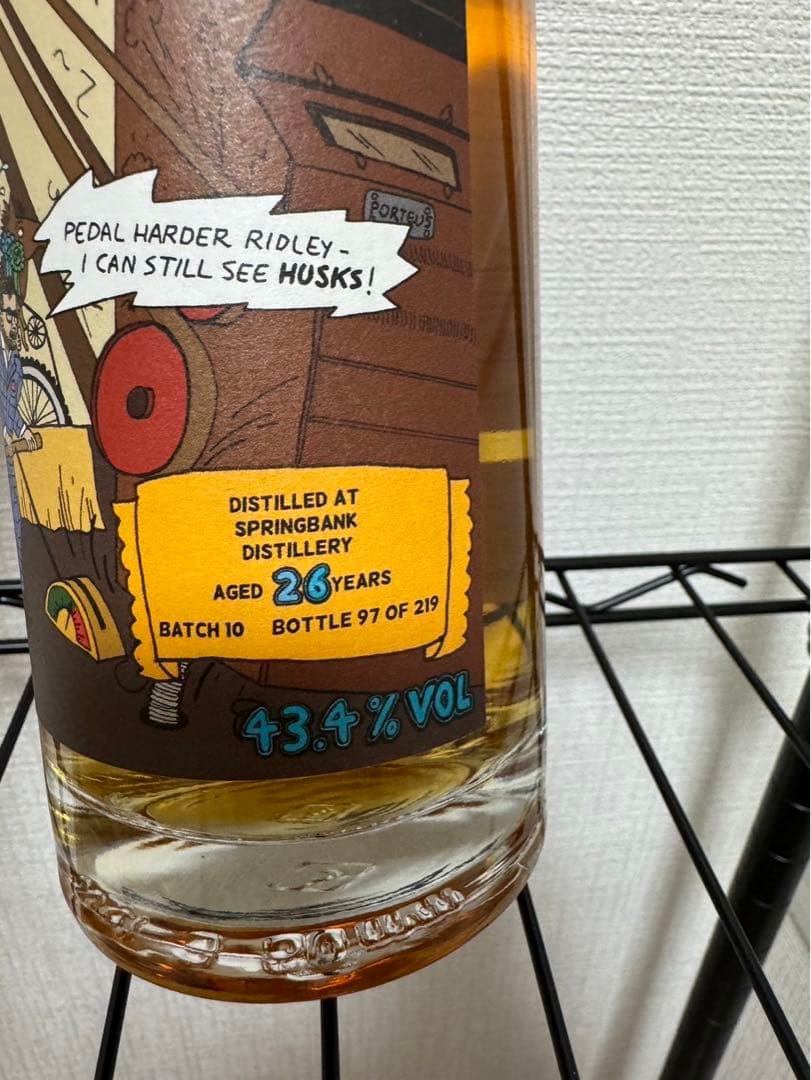 PORTEUS
PEDAL HARDER RIDLEY-
I CAN STILL SEE HUSKS!
DISTILLED AT
SPRINGBANK
DISTILLERY
AGED 26 YEARS
BATCH 10 BOTTLE 97 OF 219
43.4% VOL